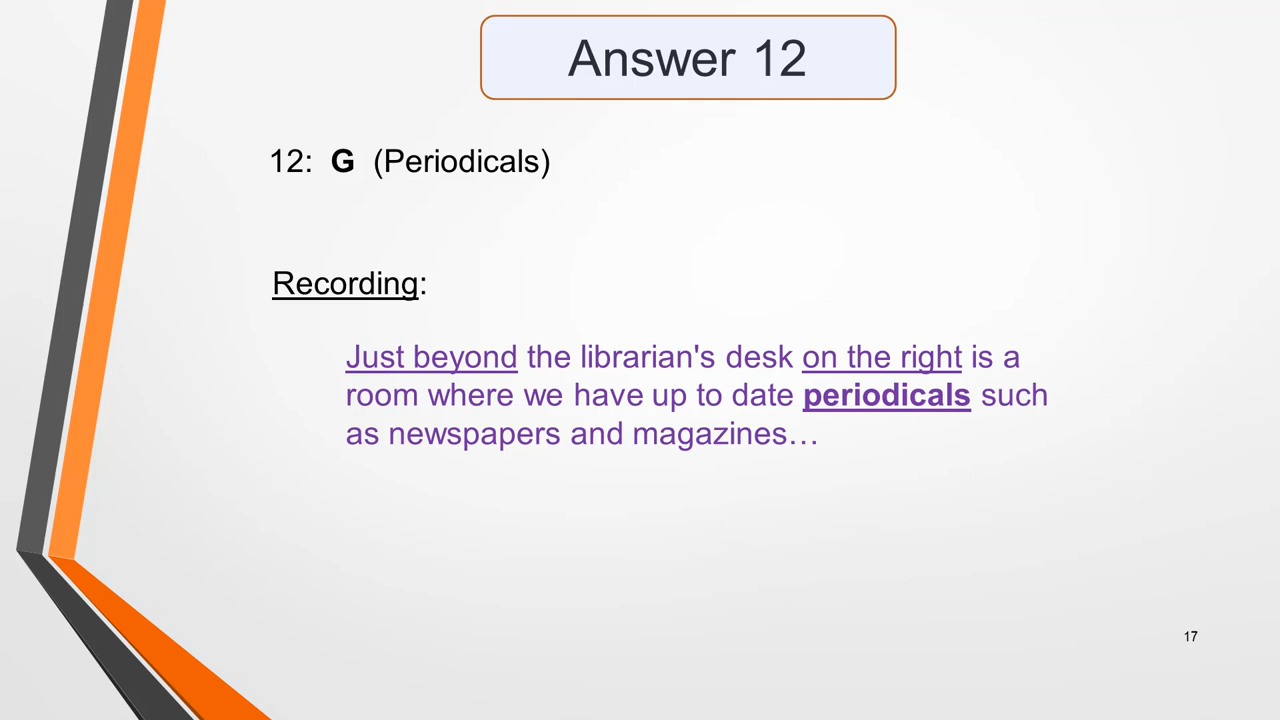 Answer 12
12: G (Periodicals)
Recording:
Just beyond the librarian's desk on the right is a
room where we have up to date periodicals such
as newspapers and magazines…
17